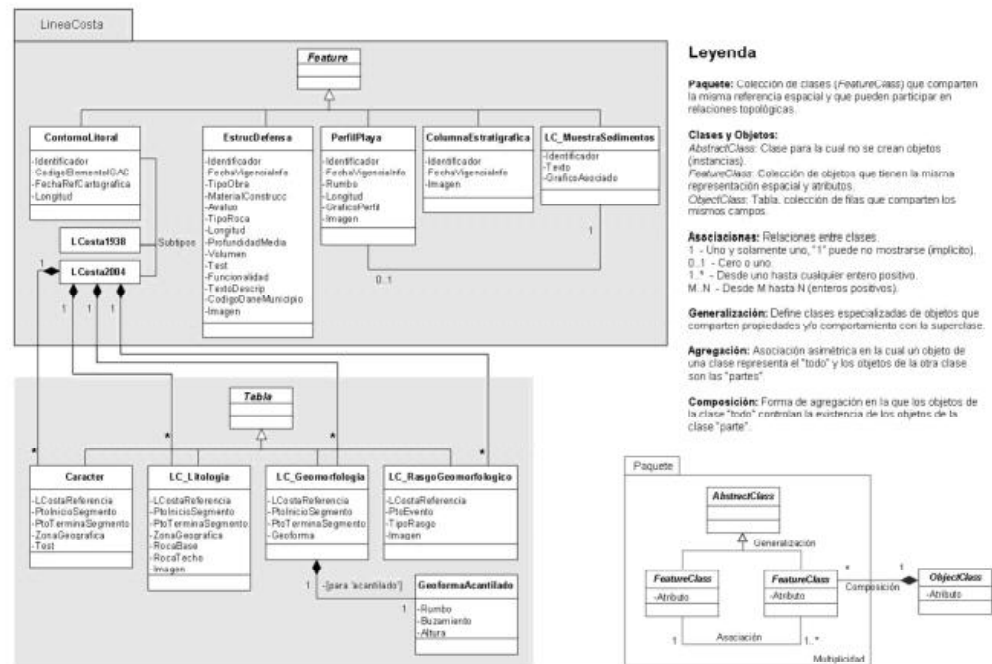 LineaCosta
Feature
ContornoLitoral
-Identificador
-CodigoElementoIGAC
-FechaRefCartografica
-Longitud
LCosta1938
LCosta2004
Subtipos
EstrucDefensa
-Identificador
-FechaVigenciaInfo
-TipoObra
-MaterialConstrucc
-Avaluo
-TipoRoca
-Longitud
-ProfundidadMedia
-Volumen
-Test
-Funcionalidad
-TextoDescrip
-CodigoDaneMunicipio
-Imagen
PerfilPlaya
-Identificador
-FechaVigenciaInfo
-Rumbo
-Longitud
-GraficoPerfil
-Imagen
ColumnaEstratigrafica
-Identificador
-FechaVigenciaInfo
-Imagen
LC_MuestraSedimentos
-Identificador
-Texto
-GraficoAsociado
1
0..1
1
1
1
1
Tabla
*
*
*
*
Caracter
-LCostaReferencia
-PtoInicioSegmento
-PtoTerminaSegmento
-ZonaGeografica
-Test
LC_Litologia
-LCostaReferencia
-PtoInicioSegmento
-PtoTerminaSegmento
-ZonaGeografica
-RocaBase
-RocaTecho
-Imagen
LC_Geomorfologia
-LCostaReferencia
-PtoInicioSegmento
-PtoTerminaSegmento
-Geoforma
LC_RasgoGeomorfologico
-LCostaReferencia
-PtoEvento
-TipoRasgo
-Imagen
1
-[para 'acantilado']
1
GeoformaAcantilado
-Rumbo
-Buzamiento
-Altura
Leyenda
Paquete: Colección de clases (FeatureClass) que comparten
la misma referencia espacial y que pueden participar en
relaciones topológicas.
Clases y Objetos:
AbstractClass: Clase para la cual no se crean objetos
(instancias).
FeatureClass: Colección de objetos que tienen la misma
representación espacial y atributos.
ObjectClass: Tabla, colección de filas que comparten los
mismos campos.
Asociaciones: Relaciones entre clases.
1 - Uno y solamente uno, "1" puede no mostrarse (implícito).
0..1 - Cero o uno.
1..* - Desde uno hasta cualquier entero positivo.
M..N - Desde M hasta N (enteros positivos).
Generalización: Define clases especializadas de objetos que
comparten propiedades y/o comportamiento con la superclase.
Agregación: Asociación asimétrica en la cual un objeto de
una clase representa el "todo" y los objetos de la otra clase
son las "partes".
Composición: Forma de agregación en la que los objetos de
la clase "todo" controlan la existencia de los objetos de la
clase "parte".
Paquete
AbstractClass
Generalización
FeatureClass
-Atributo
FeatureClass
-Atributo
*
1
Composición
ObjectClass
-Atributo
1
Asociación
1..*
Multiplicidad